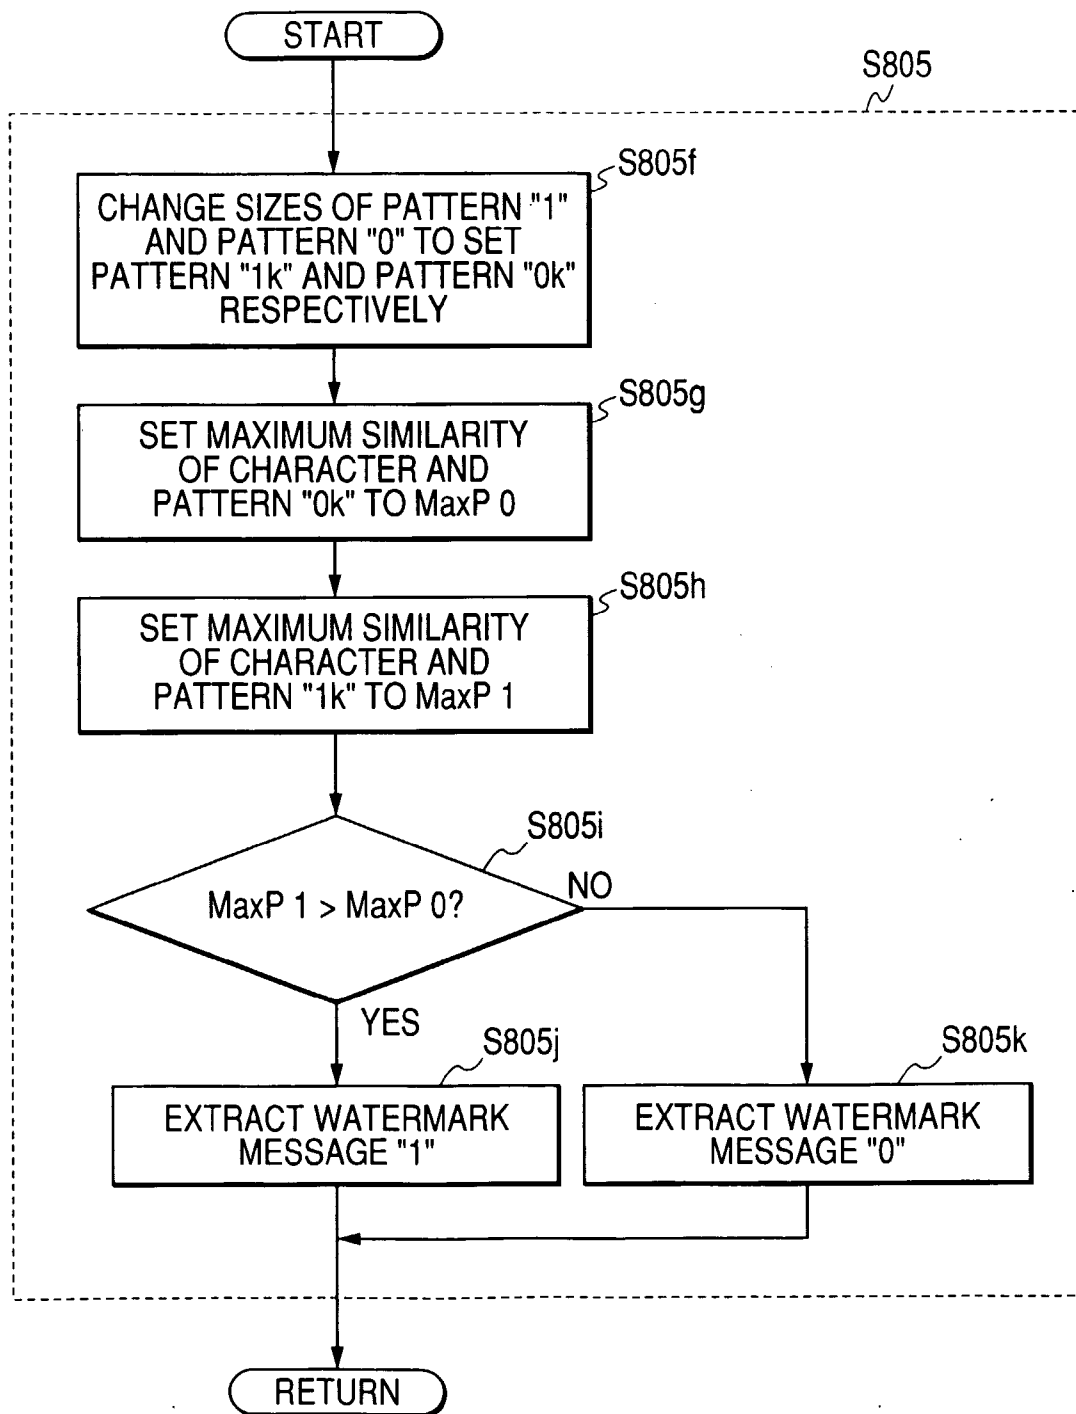 START
S805
S805f
CHANGE SIZES OF PATTERN "1"
AND PATTERN "0" TO SET
PATTERN "1k" AND PATTERN "0k"
RESPECTIVELY
S805g
SET MAXIMUM SIMILARITY
OF CHARACTER AND
PATTERN "0k" TO MaxP 0
S805h
SET MAXIMUM SIMILARITY
OF CHARACTER AND
PATTERN "1k" TO MaxP 1
S805i
MaxP 1 > MaxP 0?
NO
YES
S805j
EXTRACT WATERMARK
MESSAGE "1"
S805k
EXTRACT WATERMARK
MESSAGE "0"
RETURN